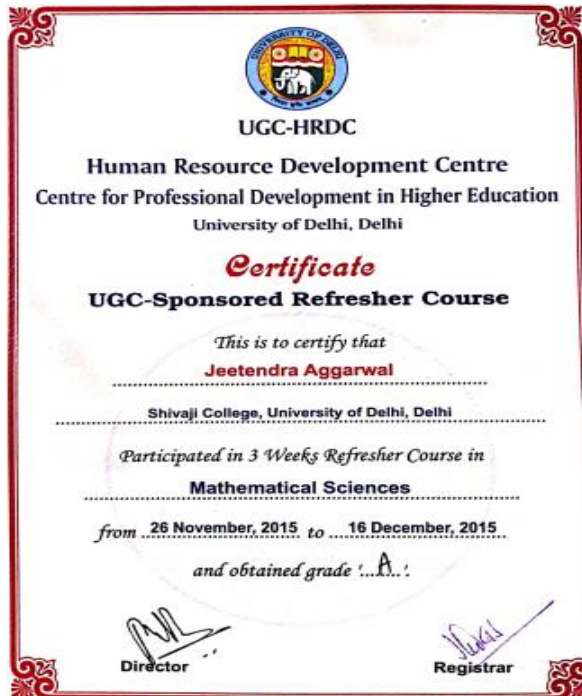 UNIVERSITY OF DELHI
UGC-HRDC
Human Resource Development Centre
Centre for Professional Development in Higher Education
University of Delhi, Delhi
Certificate
UGC-Sponsored Refresher Course
This is to certify that
Jeetendra Aggarwal
Shivaji College, University of Delhi, Delhi
Participated in 3 Weeks Refresher Course in
Mathematical Sciences
from 26 November, 2015 to 16 December, 2015
and obtained grade '...A...'
Director
Registrar